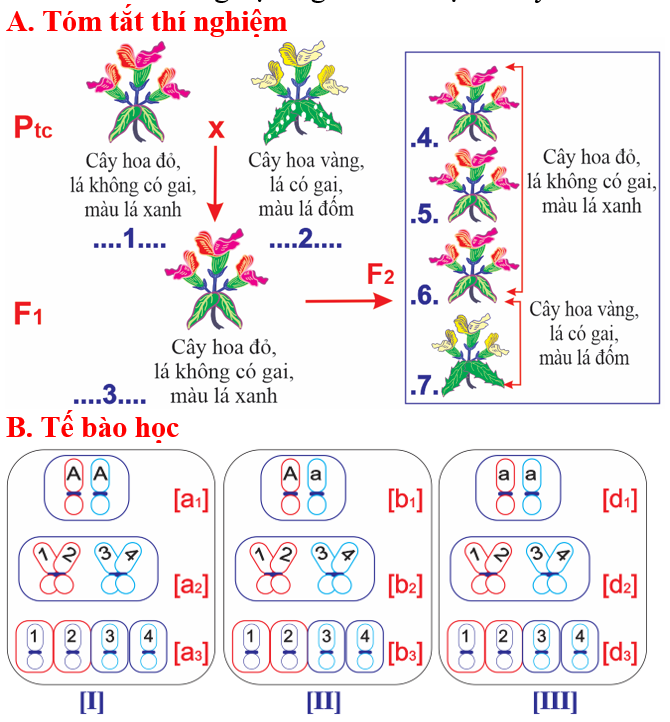 A. Tóm tắt thí nghiệm
Ptc
x
Cây hoa đỏ,
lá không có gai,
màu lá xanh
....1....
Cây hoa vàng,
lá có gai,
màu lá đốm
....2....
F1
Cây hoa đỏ,
lá không có gai,
màu lá xanh
....3....
F2
.4.
.5.
.6.
.7.
Cây hoa đỏ,
lá không có gai,
màu lá xanh
Cây hoa vàng,
lá có gai,
màu lá đốm
B. Tế bào học
A A [a1]
1 2 3 4 [a2]
1 2 3 4 [a3]
[I]
A a [b1]
1 2 3 4 [b2]
1 2 3 4 [b3]
[II]
a a [d1]
1 2 3 4 [d2]
1 2 3 4 [d3]
[III]